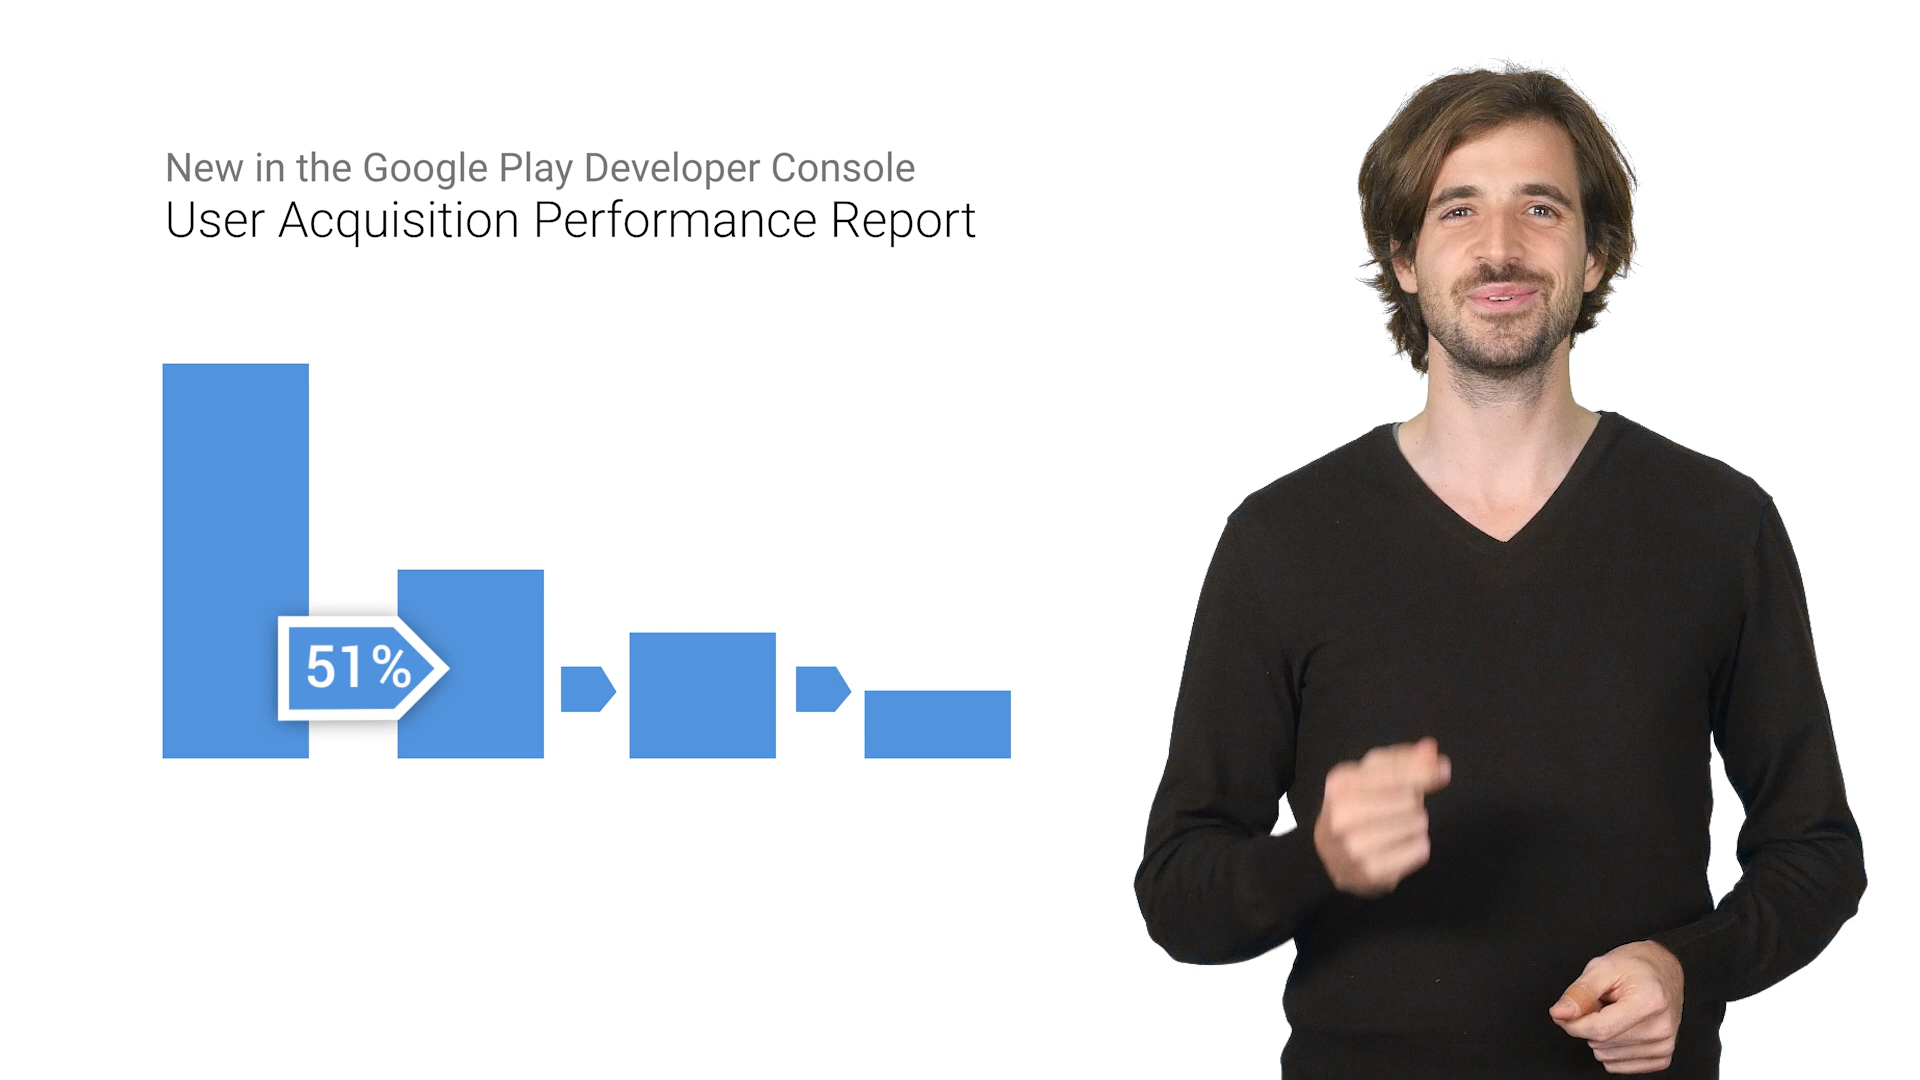 New in the Google Play Developer Console
User Acquisition Performance Report
51%